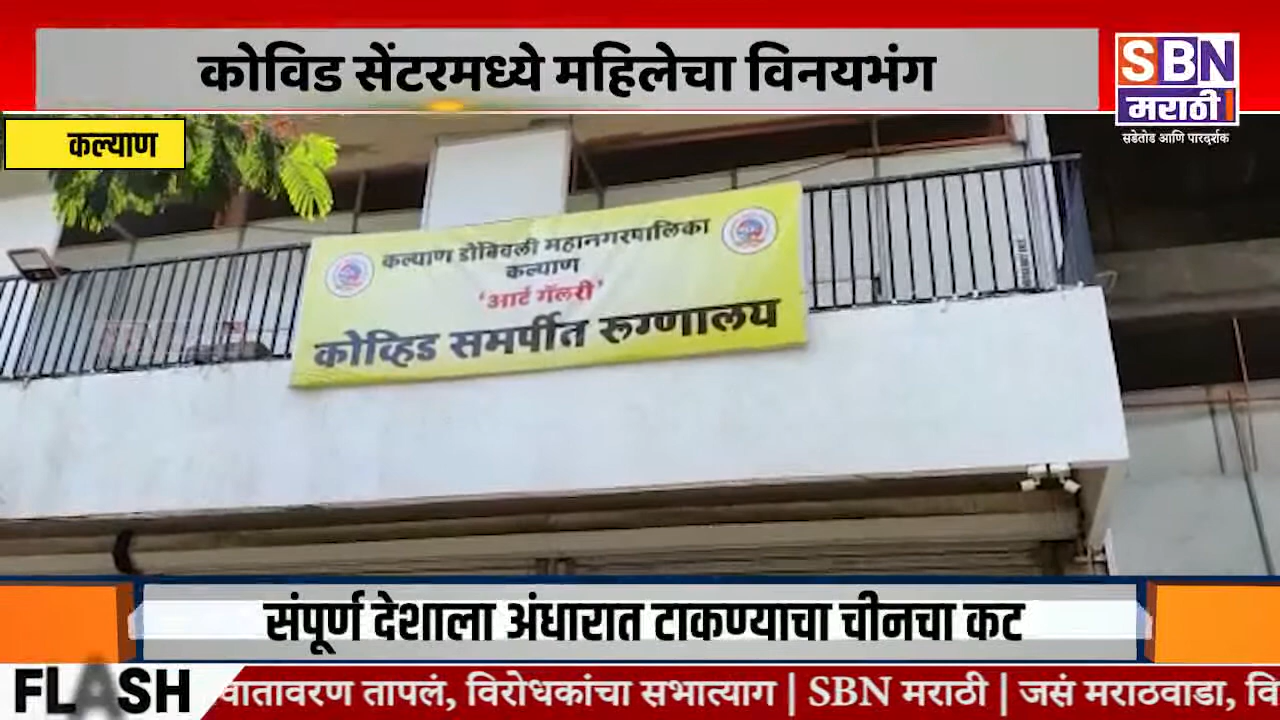 कोविड सेंटरमध्ये महिलेचा विनयभंग
SBN
मराठी
सडेतोड आणि पारदर्शक
कल्याण
कल्याण डोंबिवली महानगरपालिका
कल्याण
‘आर्ट गॅलरी’
कोव्हिड समर्पीत रुग्णालय
संपूर्ण देशाला अंधारात टाकण्याचा चीनचा कट
FLASH
वातावरण तापलं, विरोधकांचा सभात्याग | SBN मराठी | जसं मराठवाडा, वि